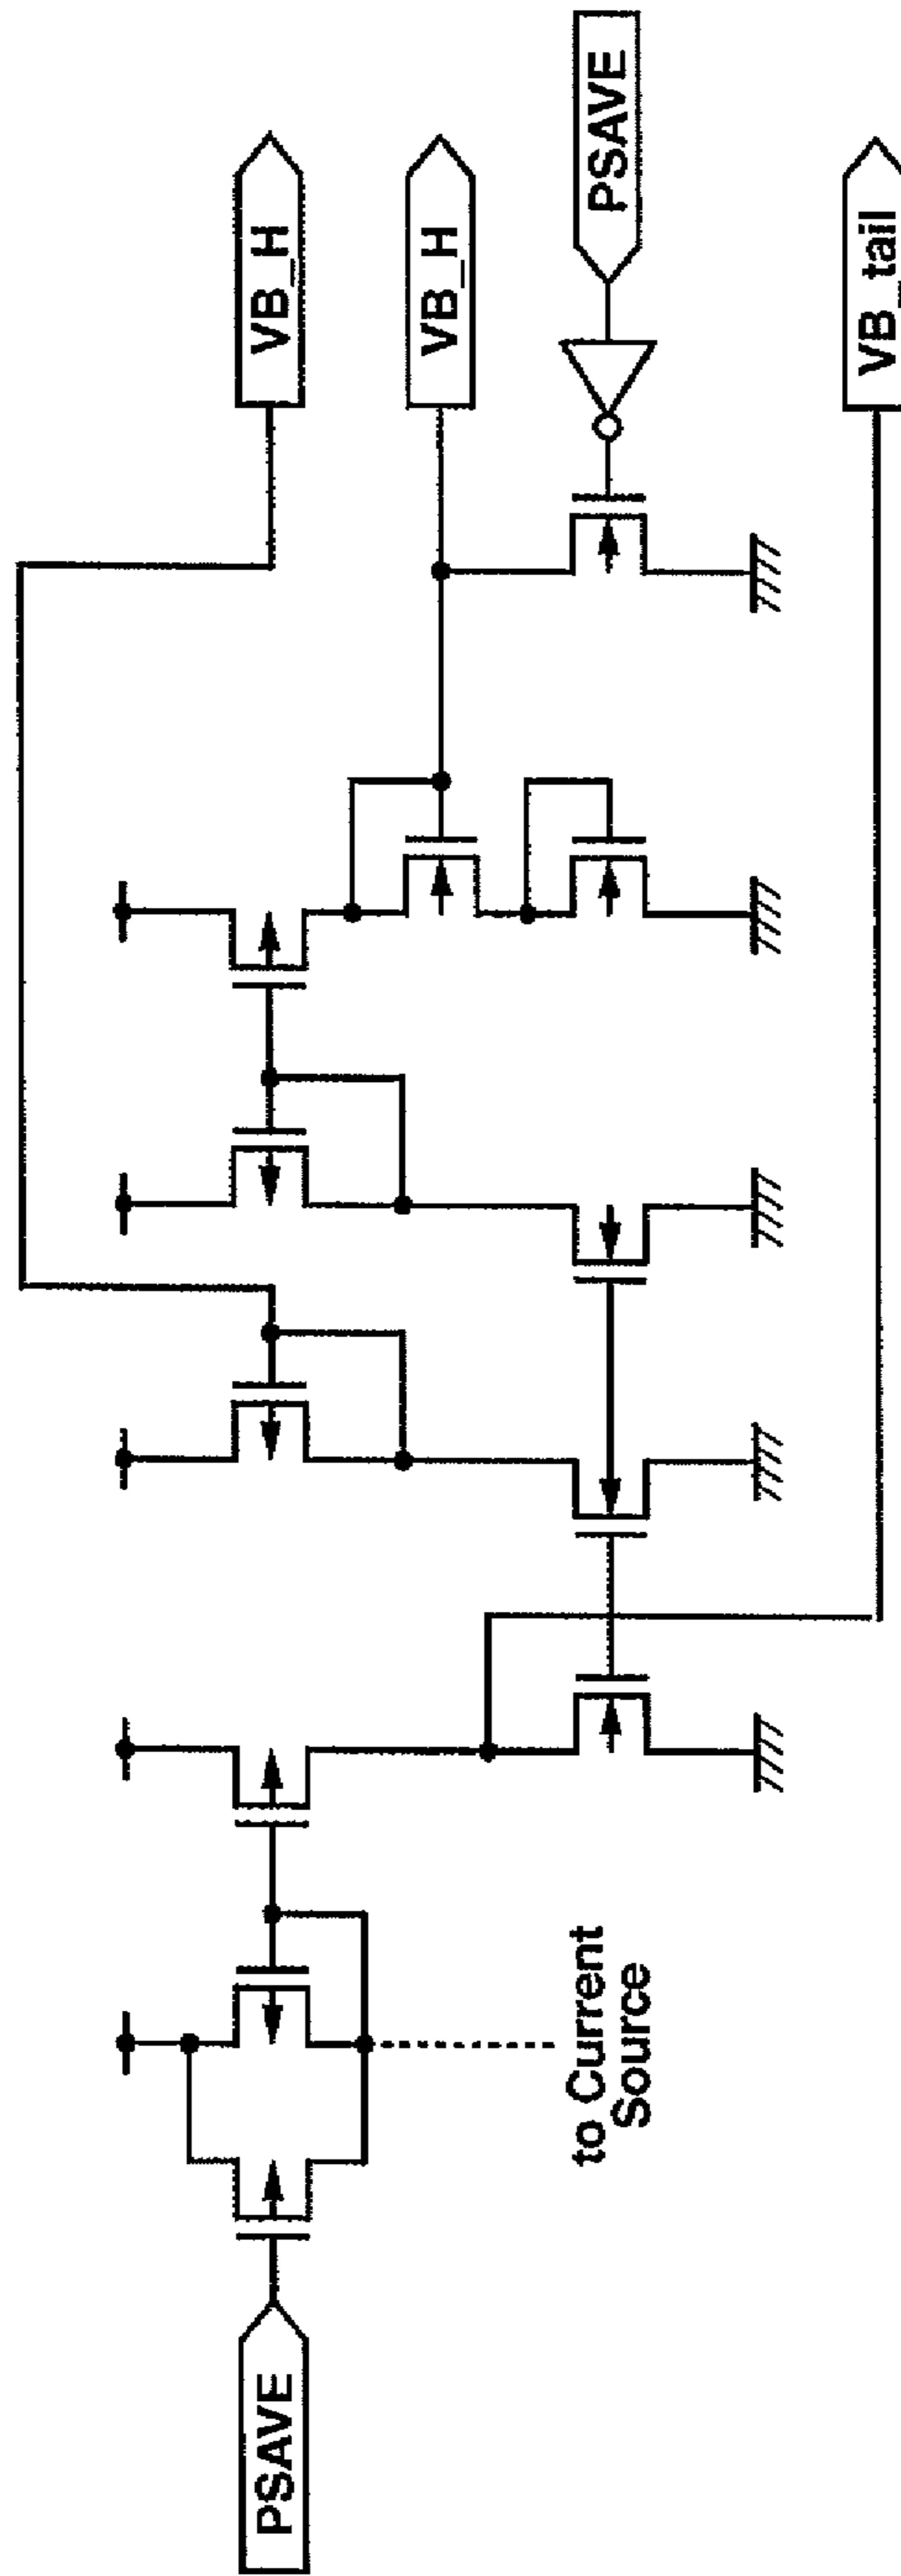 VB_H
VB_H
PSAVE
VB_tail
to Current
Source
PSAVE